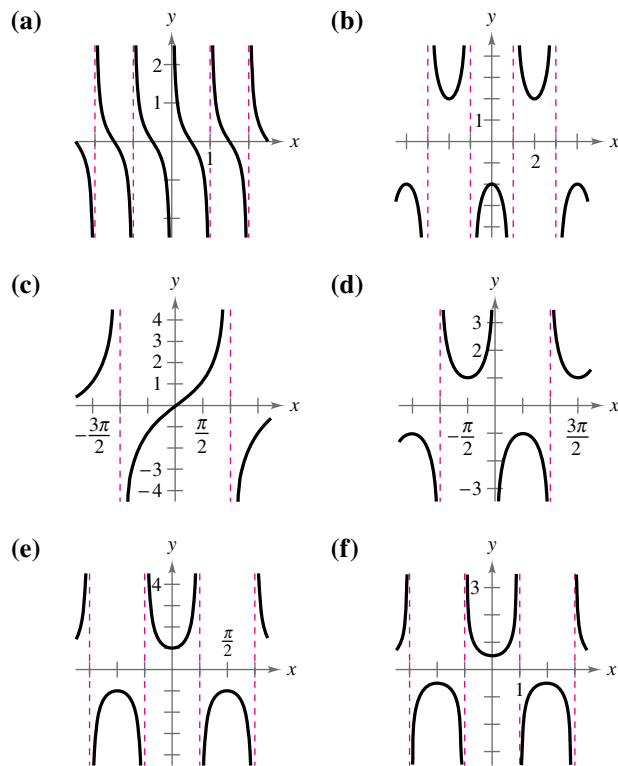 (a) y 2 1 1 x
(b) y 1 2 x
(c) y 4 3 2 1 −3π/2 π/2 −3 −4 x
(d) y 3 2 −π/2 3π/2 −3 x
(e) y 4 π/2 x
(f) y 3 1 x